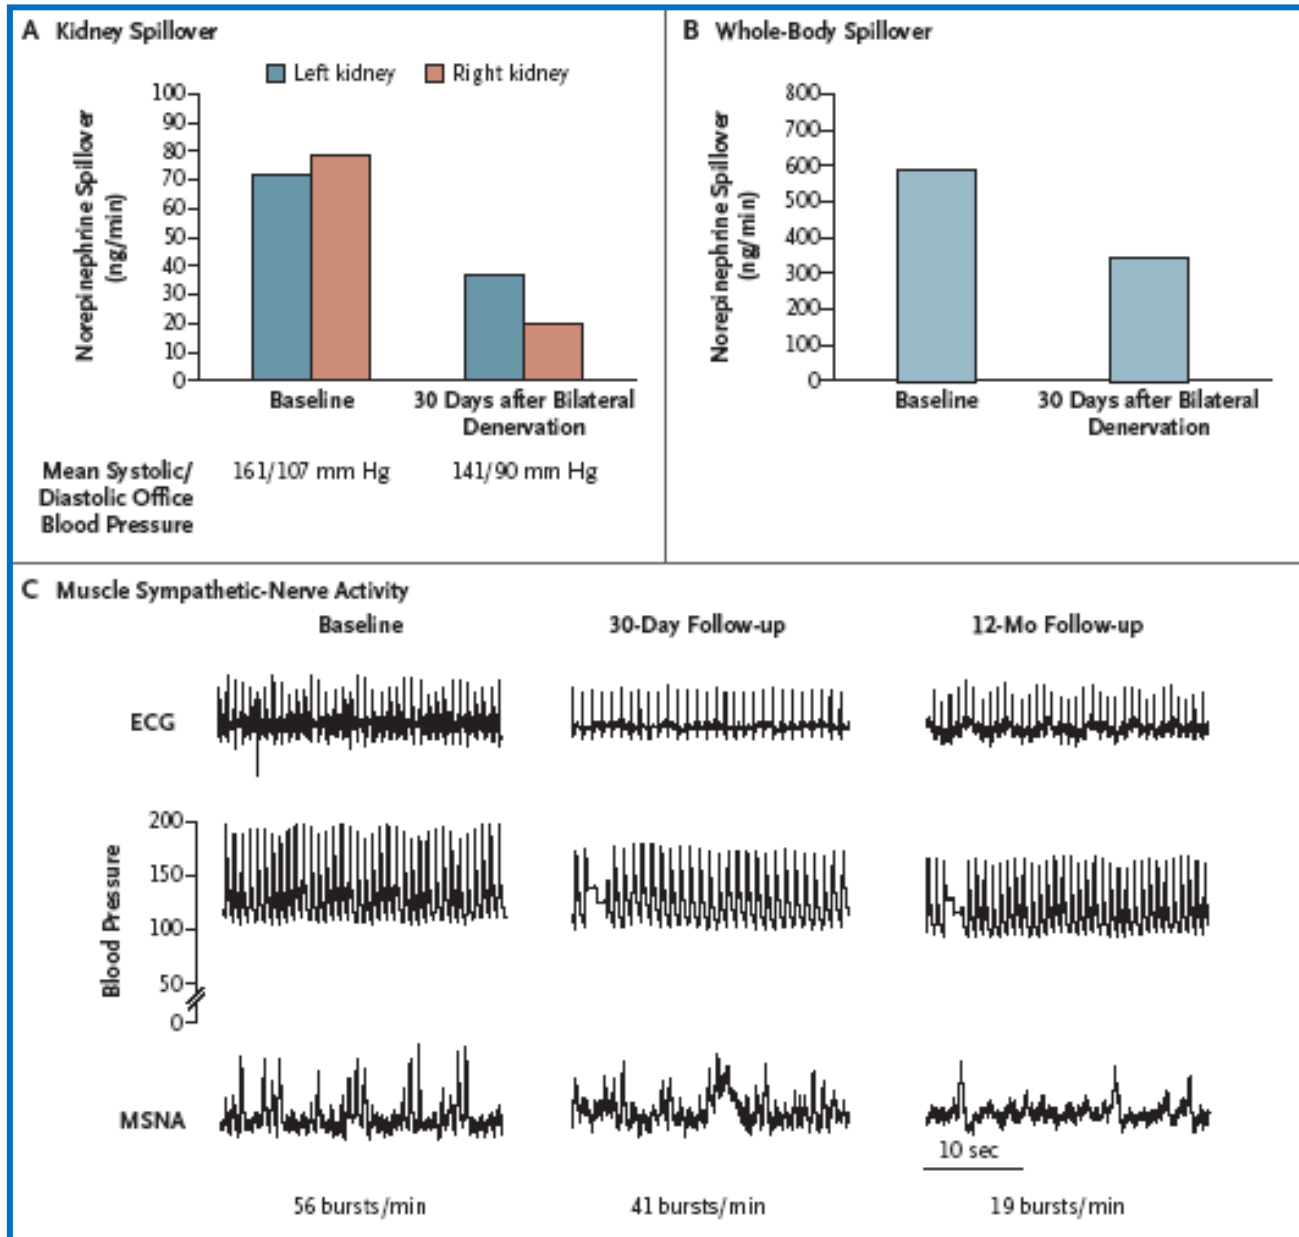 A Kidney Spillover
Left kidney Right kidney
Norepinephrine Spillover
(ng/min)
100
90
80
70
60
50
40
30
20
10
0
Baseline
30 Days after Bilateral
Denervation
Mean Systolic/
Diastolic Office
Blood Pressure
161/107 mm Hg
141/90 mm Hg
B Whole-Body Spillover
Norepinephrine Spillover
(ng/min)
800
700
600
500
400
300
200
100
0
Baseline
30 Days after Bilateral
Denervation
C Muscle Sympathetic-Nerve Activity
Baseline
30-Day Follow-up
12-Mo Follow-up
ECG
Blood Pressure
200
150
100
50
0
MSNA
10 sec
56 bursts/min
41 bursts/min
19 bursts/min